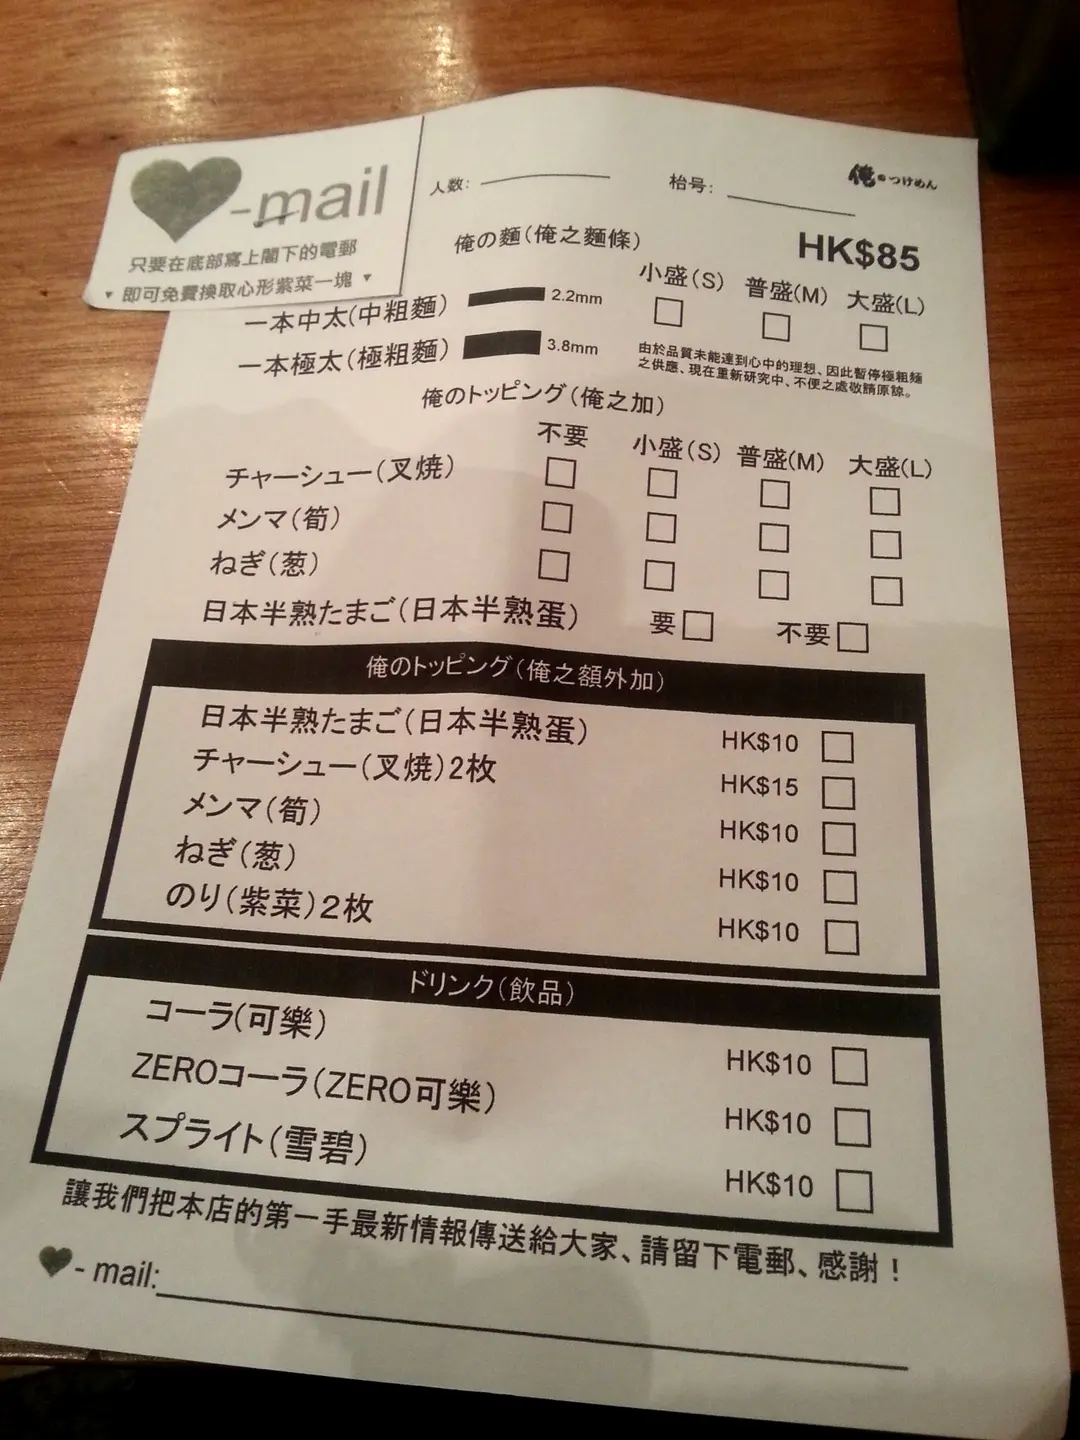 -mail
只要在底部寫上閣下的電郵
▼ 即可免費換取心形紫菜一塊 ▼
人数:
枱号:
俺のつけめん
俺の麵(俺之麵條)
HK$85
小盛(S) 普盛(M) 大盛(L)
一本中太(中粗麵) 2.2mm
一本極太(極粗麵) 3.8mm
由於品質未能達到心中的理想、因此暫停極粗麵
之供應、現在重新研究中、不便之處敬請原諒。
俺のトッピング(俺之加)
不要 小盛(S) 普盛(M) 大盛(L)
チャーシュー(叉焼)
メンマ(筍)
ねぎ(葱)
日本半熟たまご(日本半熟蛋) 要 不要
俺のトッピング(俺之額外加)
日本半熟たまご(日本半熟蛋) HK$10
チャーシュー(叉焼)2枚 HK$15
メンマ(筍) HK$10
ねぎ(葱) HK$10
のり(紫菜)2枚 HK$10
ドリンク(飲品)
コーラ(可樂) HK$10
ZEROコーラ(ZERO可樂) HK$10
スプライト(雪碧) HK$10
讓我們把本店的第一手最新情報傳送給大家、請留下電郵、感謝!
- mail: